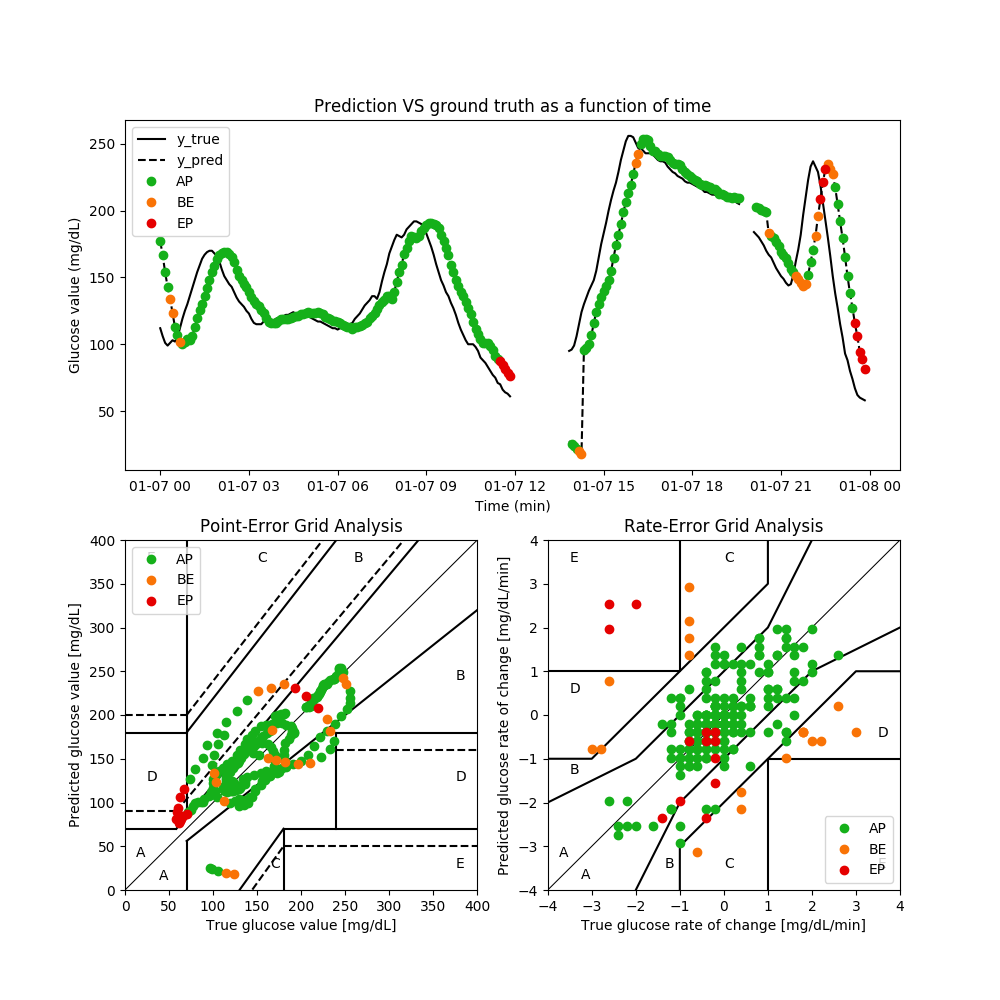 Prediction VS ground truth as a function of time
Glucose value (mg/dL)
250
200
150
100
50
y_true
y_pred
AP
BE
EP
01-07 00 01-07 03 01-07 06 01-07 09 01-07 12 01-07 15 01-07 18 01-07 21 01-08 00
Time (min)
Point-Error Grid Analysis
Predicted glucose value [mg/dL]
400
350
300
250
200
150
100
50
0
AP
BE
EP
C
B
B
D
D
A
A
C
E
0 50 100 150 200 250 300 350 400
True glucose value [mg/dL]
Rate-Error Grid Analysis
Predicted glucose rate of change [mg/dL/min]
4
3
2
1
0
−1
−2
−3
−4
E
C
D
D
B
A
A
B
C
AP
BE
EP
−4 −3 −2 −1 0 1 2 3 4
True glucose rate of change [mg/dL/min]